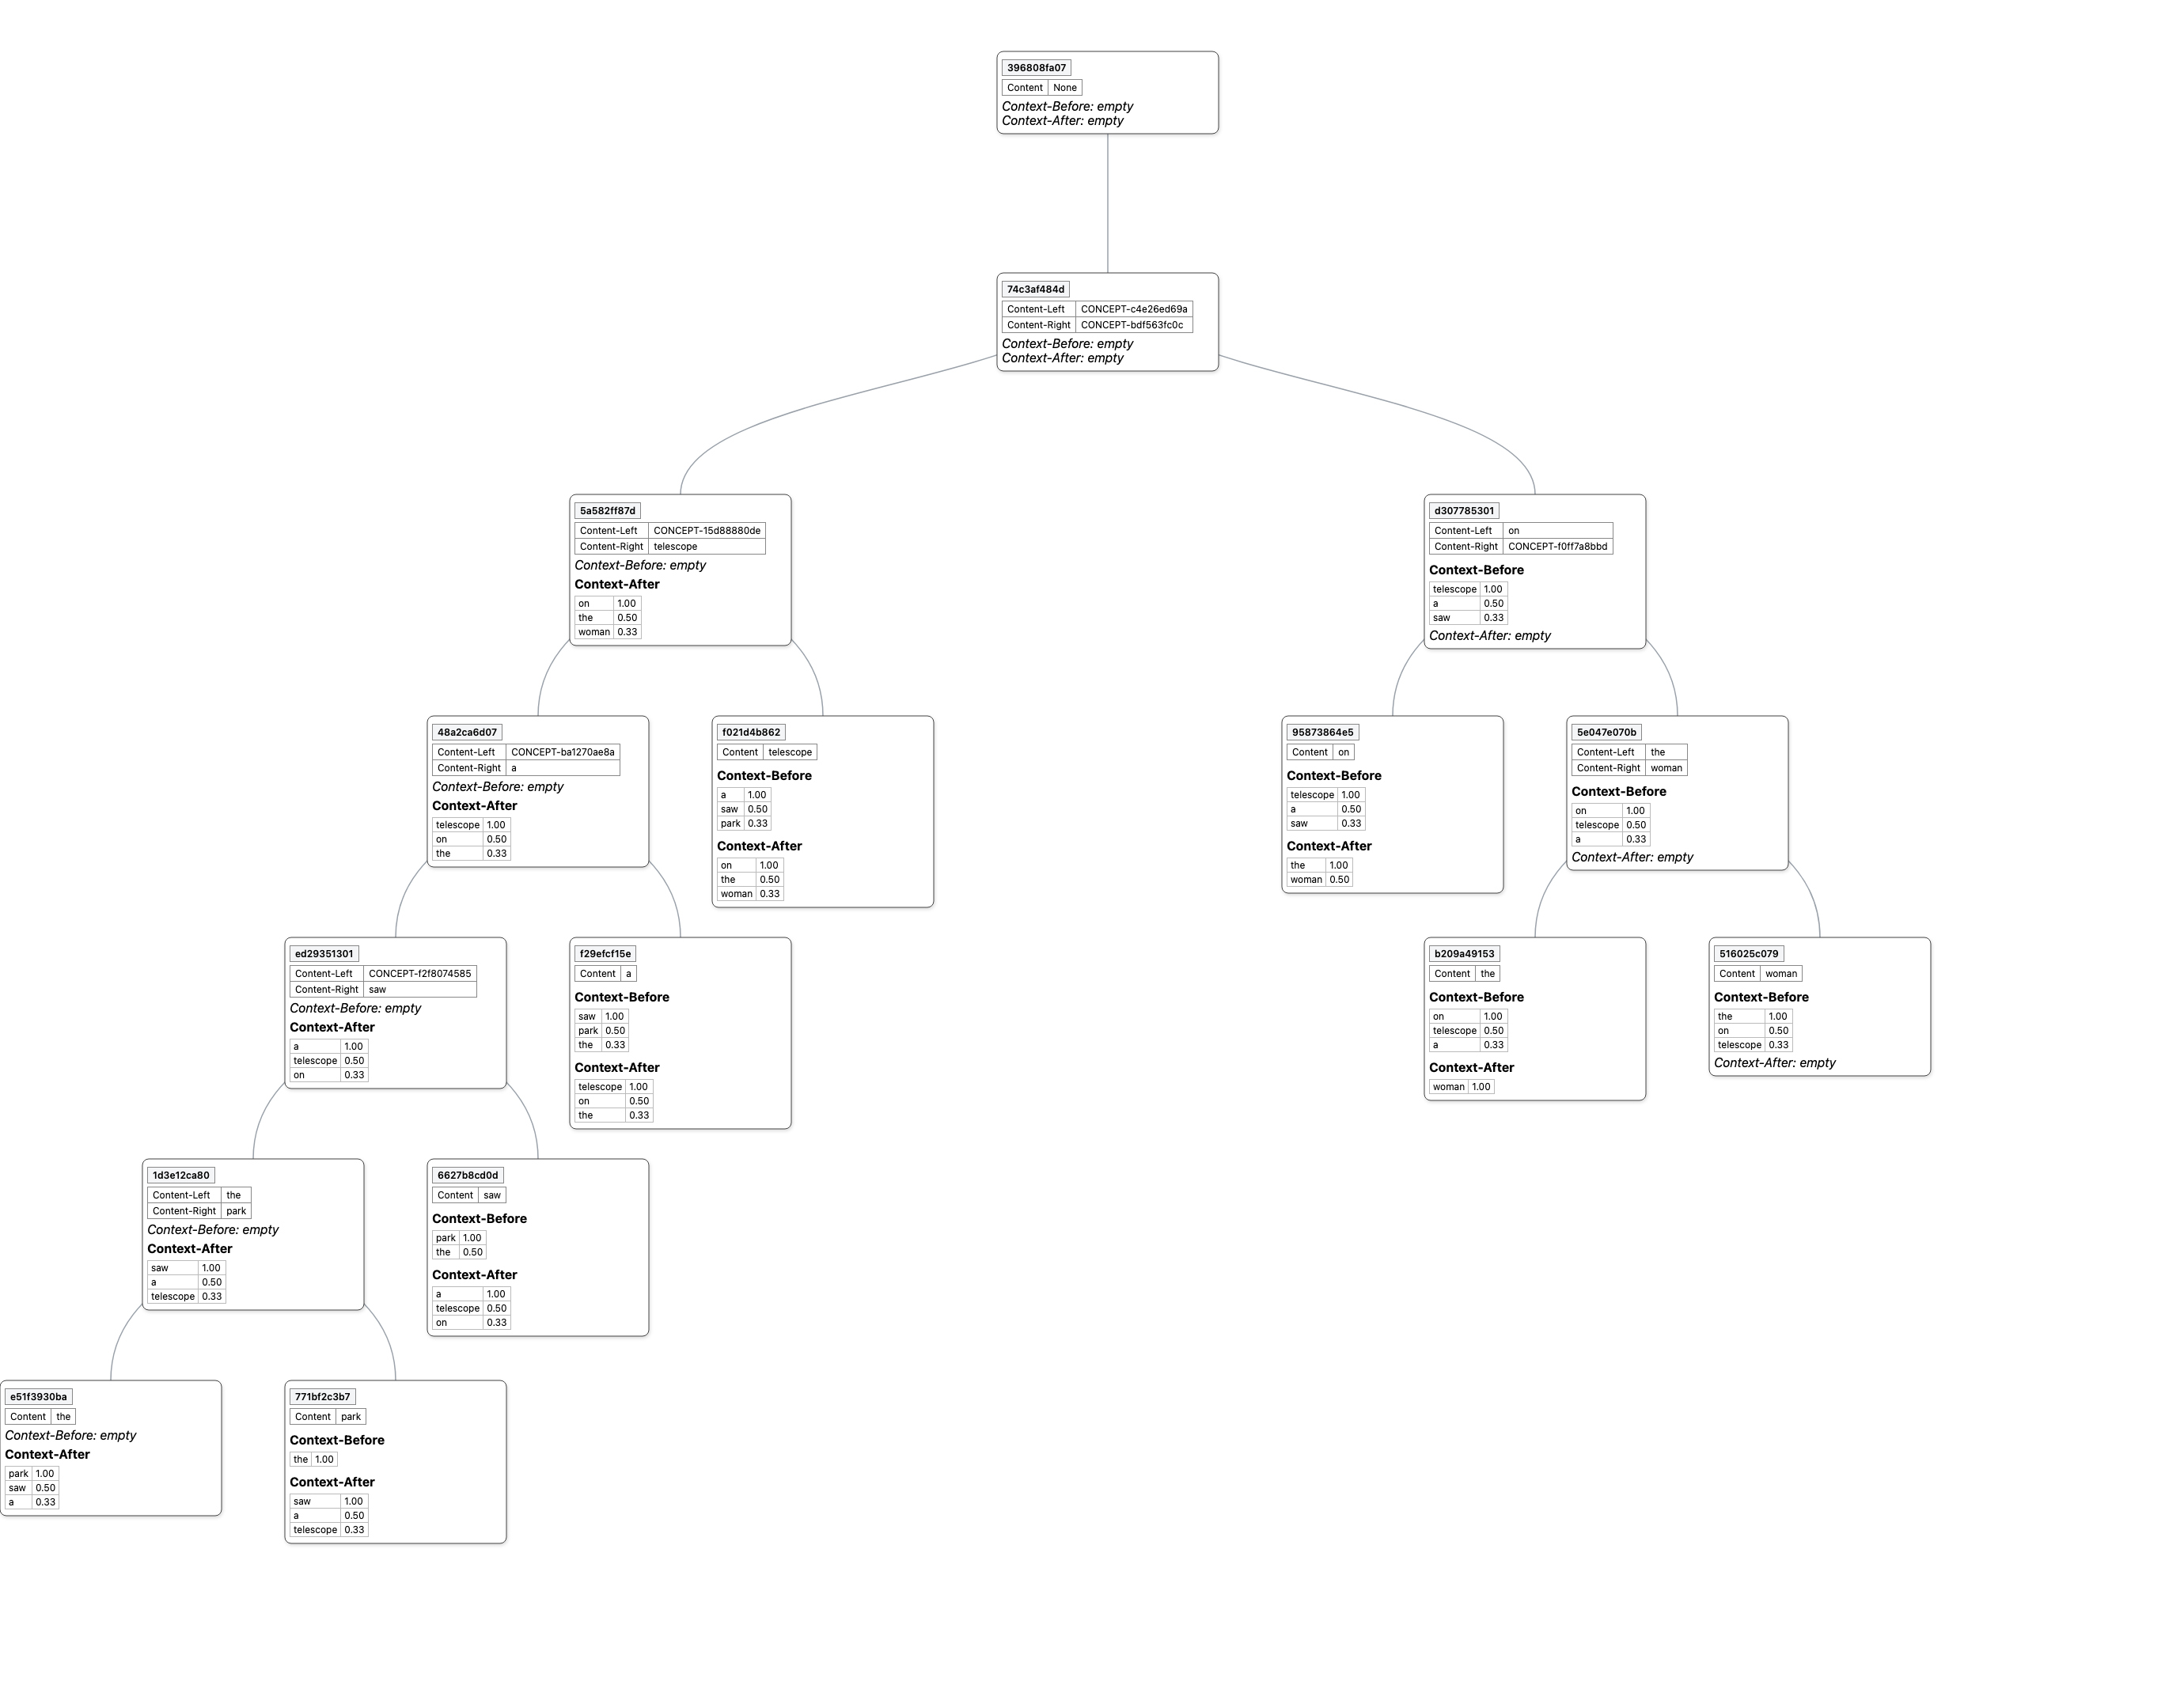 396808fa07
Content None
Context-Before: empty
Context-After: empty
74c3af484d
Content-Left CONCEPT-c4e26ed69a
Content-Right CONCEPT-bdf563fc0c
Context-Before: empty
Context-After: empty
5a582ff87d
Content-Left CONCEPT-15d88880de
Content-Right telescope
Context-Before: empty
Context-After
on 1.00
the 0.50
woman 0.33
d307785301
Content-Left on
Content-Right CONCEPT-f0ff7a8bbd
Context-Before
telescope 1.00
a 0.50
saw 0.33
Context-After: empty
48a2ca6d07
Content-Left CONCEPT-ba1270ae8a
Content-Right a
Context-Before: empty
Context-After
telescope 1.00
on 0.50
the 0.33
f021d4b862
Content telescope
Context-Before
a 1.00
saw 0.50
park 0.33
Context-After
on 1.00
the 0.50
woman 0.33
95873864e5
Content on
Context-Before
telescope 1.00
a 0.50
saw 0.33
Context-After
the 1.00
woman 0.50
5e047e070b
Content-Left the
Content-Right woman
Context-Before
on 1.00
telescope 0.50
a 0.33
Context-After: empty
ed29351301
Content-Left CONCEPT-f2f8074585
Content-Right saw
Context-Before: empty
Context-After
a 1.00
telescope 0.50
on 0.33
f29efcf15e
Content a
Context-Before
saw 1.00
park 0.50
the 0.33
Context-After
telescope 1.00
on 0.50
the 0.33
b209a49153
Content the
Context-Before
on 1.00
telescope 0.50
a 0.33
Context-After
woman 1.00
516025c079
Content woman
Context-Before
the 1.00
on 0.50
telescope 0.33
Context-After: empty
1d3e12ca80
Content-Left the
Content-Right park
Context-Before: empty
Context-After
saw 1.00
a 0.50
telescope 0.33
6627b8cd0d
Content saw
Context-Before
park 1.00
the 0.50
Context-After
a 1.00
telescope 0.50
on 0.33
e51f3930ba
Content the
Context-Before: empty
Context-After
park 1.00
saw 0.50
a 0.33
771bf2c3b7
Content park
Context-Before
the 1.00
Context-After
saw 1.00
a 0.50
telescope 0.33